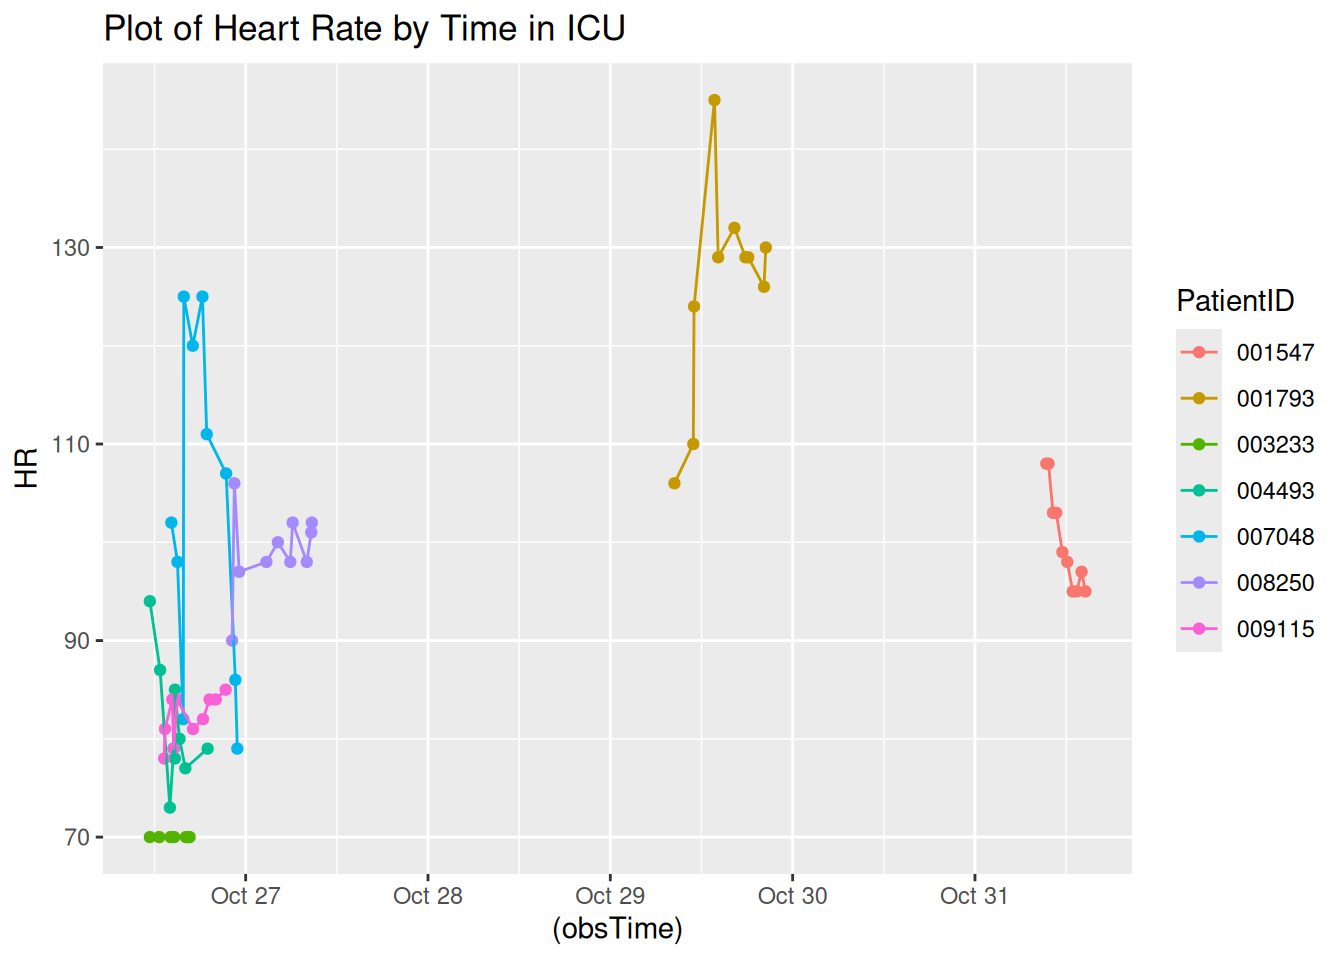 Plot of Heart Rate by Time in ICU
HR
130
110
90
70
Oct 27
Oct 28
Oct 29
Oct 30
Oct 31
(obsTime)
PatientID
001547
001793
003233
004493
007048
008250
009115